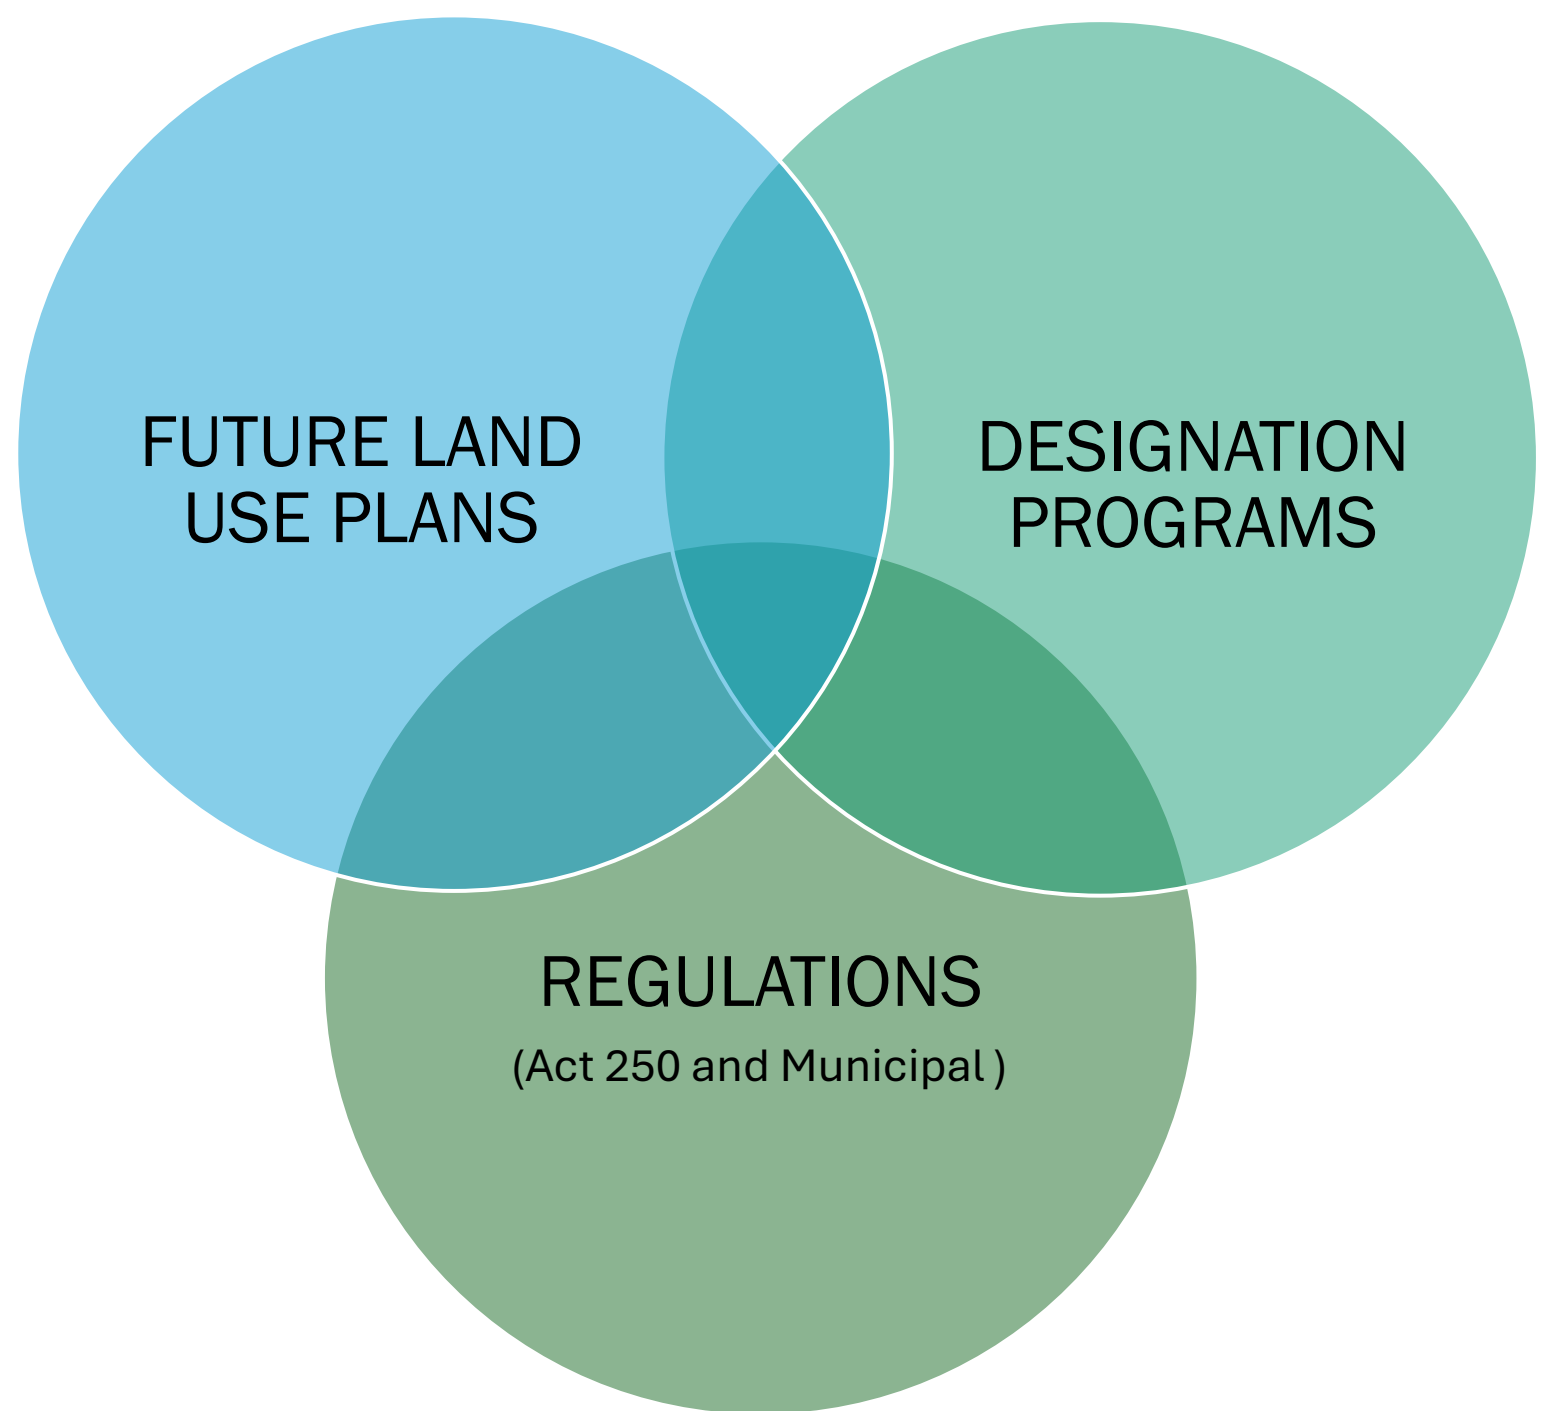 FUTURE LAND
USE PLANS
DESIGNATION
PROGRAMS
REGULATIONS
(Act 250 and Municipal )